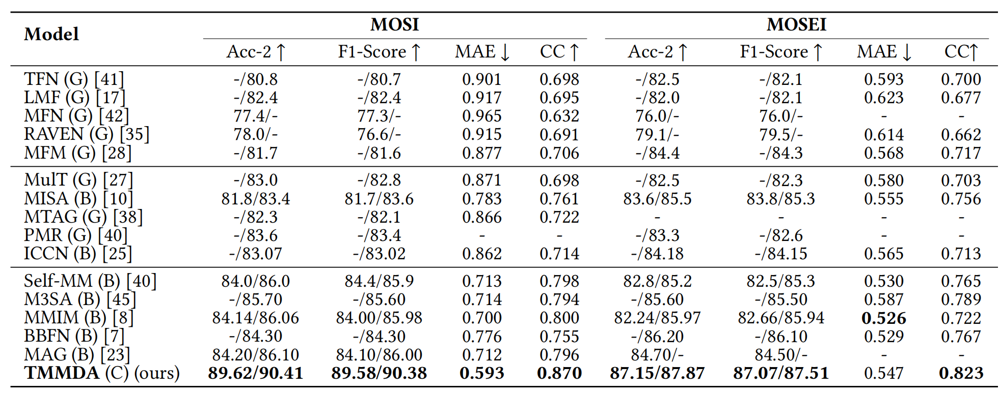 Model MOSI MOSEI
Acc-2 ↑ F1-Score ↑ MAE ↓ CC ↑ Acc-2 ↑ F1-Score ↑ MAE ↓ CC↑
TFN (G) [41] -/80.8 -/80.7 0.901 0.698 -/82.5 -/82.1 0.593 0.700
LMF (G) [17] -/82.4 -/82.4 0.917 0.695 -/82.0 -/82.1 0.623 0.677
MFN (G) [42] 77.4/- 77.3/- 0.965 0.632 76.0/- 76.0/- - -
RAVEN (G) [35] 78.0/- 76.6/- 0.915 0.691 79.1/- 79.5/- 0.614 0.662
MFM (G) [28] -/81.7 -/81.6 0.877 0.706 -/84.4 -/84.3 0.568 0.717
MulT (G) [27] -/83.0 -/82.8 0.871 0.698 -/82.5 -/82.3 0.580 0.703
MISA (B) [10] 81.8/83.4 81.7/83.6 0.783 0.761 83.6/85.5 83.8/85.3 0.555 0.756
MTAG (G) [38] -/82.3 -/82.1 0.866 0.722 - - - -
PMR (G) [40] -/83.6 -/83.4 - - -/83.3 -/82.6 - -
ICCN (B) [25] -/83.07 -/83.02 0.862 0.714 -/84.18 -/84.15 0.565 0.713
Self-MM (B) [40] 84.0/86.0 84.4/85.9 0.713 0.798 82.8/85.2 82.5/85.3 0.530 0.765
M3SA (B) [45] -/85.70 -/85.60 0.714 0.794 -/85.60 -/85.50 0.587 0.789
MMIM (B) [8] 84.14/86.06 84.00/85.98 0.700 0.800 82.24/85.97 82.66/85.94 0.526 0.722
BBFN (B) [7] -/84.30 -/84.30 0.776 0.755 -/86.20 -/86.10 0.529 0.767
MAG (B) [23] 84.20/86.10 84.10/86.00 0.712 0.796 84.70/- 84.50/- - -
TMMDA (C) (ours) 89.62/90.41 89.58/90.38 0.593 0.870 87.15/87.87 87.07/87.51 0.547 0.823